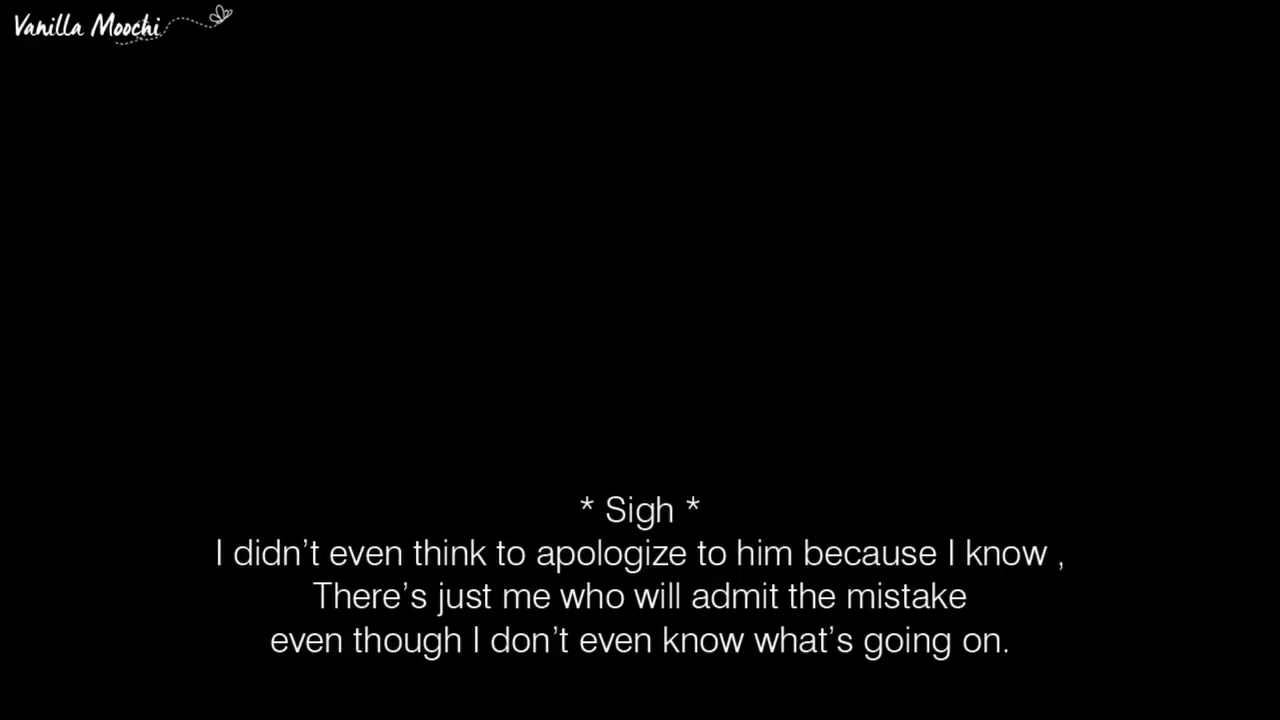 Vanilla Moochi
* Sigh *
I didn’t even think to apologize to him because I know ,
There’s just me who will admit the mistake
even though I don’t even know what’s going on.